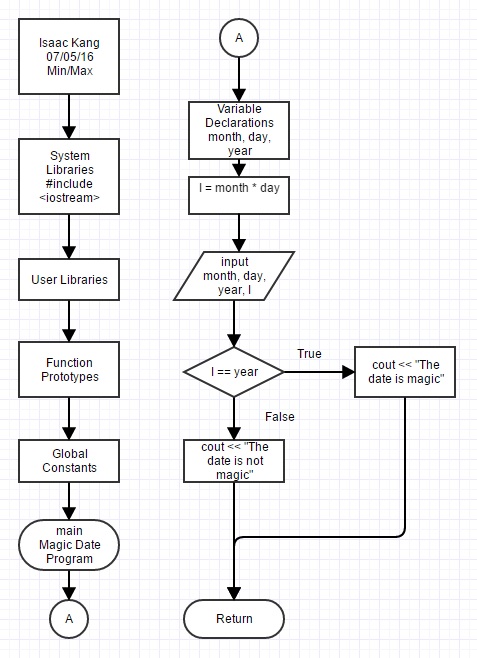 Isaac Kang
07/05/16
Min/Max
System
Libraries
#include
<iostream>
User Libraries
Function
Prototypes
Global
Constants
main
Magic Date
Program
A
A
Variable
Declarations
month, day,
year
I = month * day
input
month, day,
year, I
I == year
True
cout << "The
date is magic"
False
cout << "The
date is not
magic"
Return